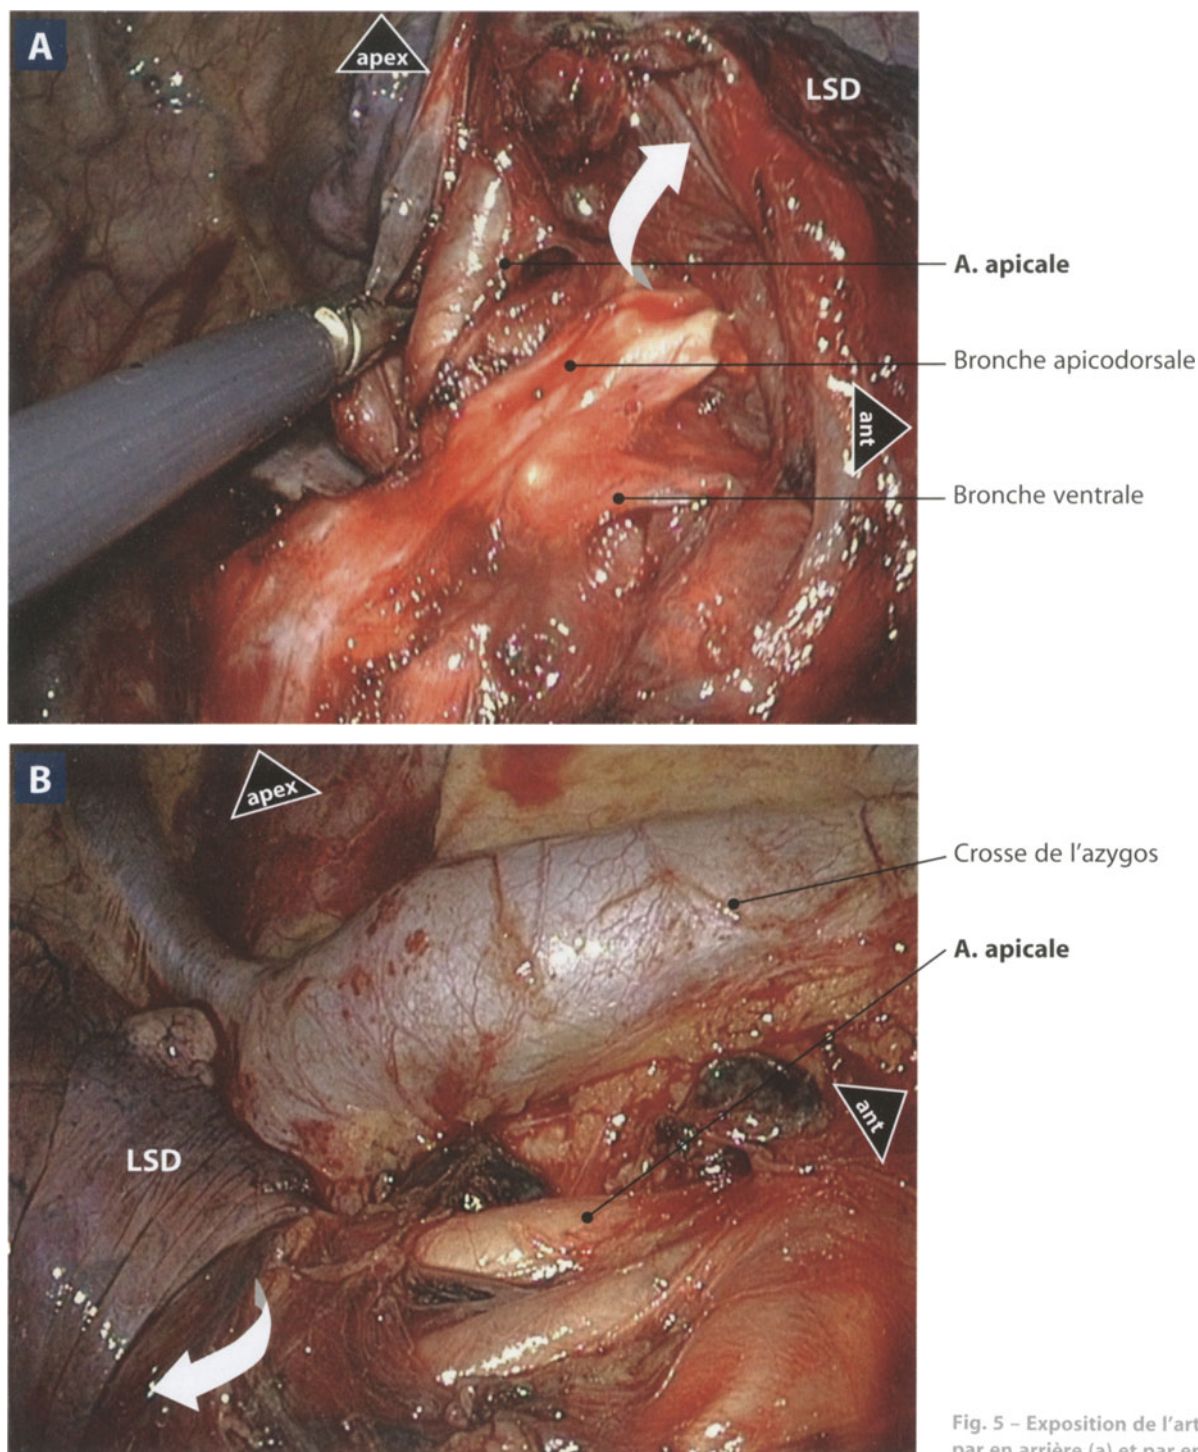 A
apex
LSD
A. apicale
Bronche apicodorsale
ant
Bronche ventrale
B
apex
Crosse de l'azygos
A. apicale
ant
LSD
Fig. 5 – Exposition de l'art
par en arrière (a) et par